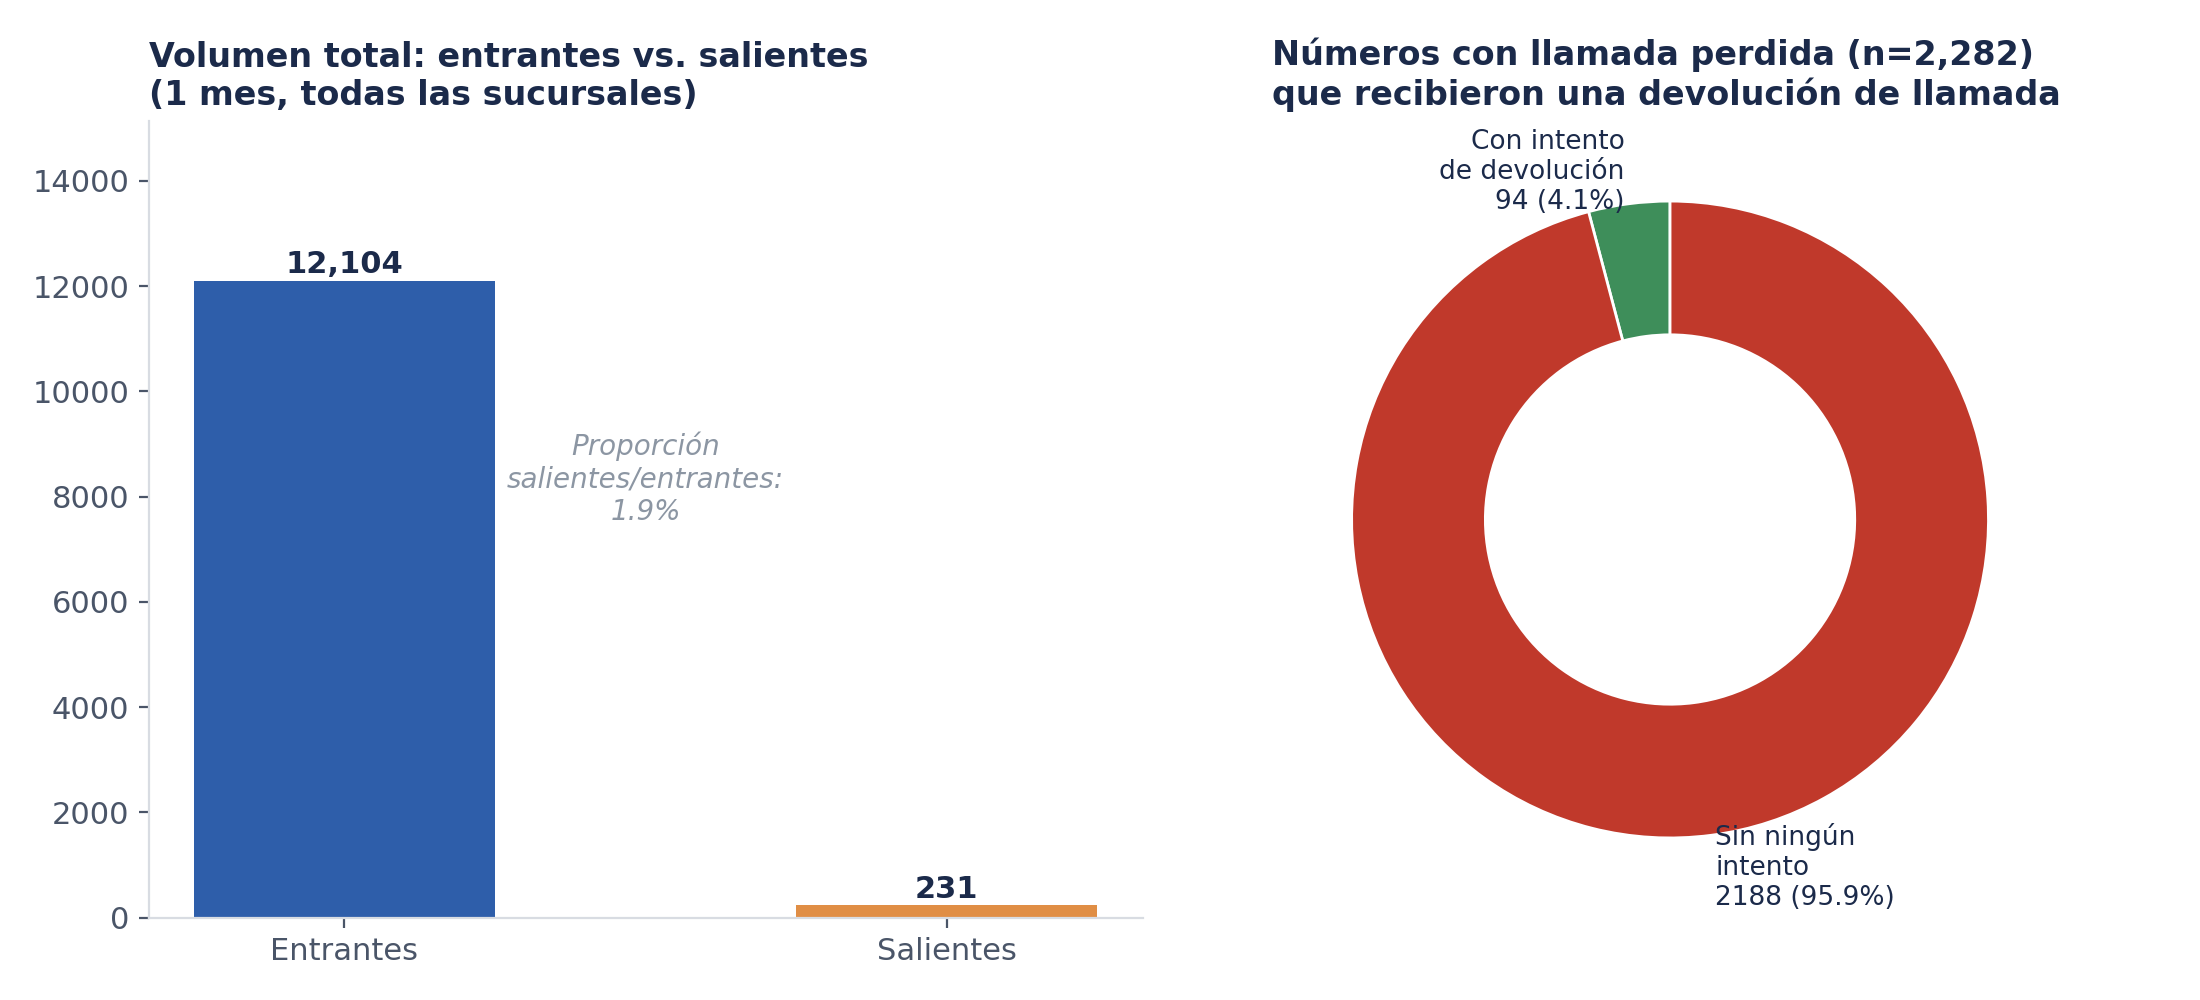 Volumen total: entrantes vs. salientes
(1 mes, todas las sucursales)
14000
12000
10000
8000
6000
4000
2000
0
12,104
Proporción
salientes/entrantes:
1.9%
231
Entrantes
Salientes
Números con llamada perdida (n=2,282)
que recibieron una devolución de llamada
Con intento
de devolución
94 (4.1%)
Sin ningún
intento
2188 (95.9%)